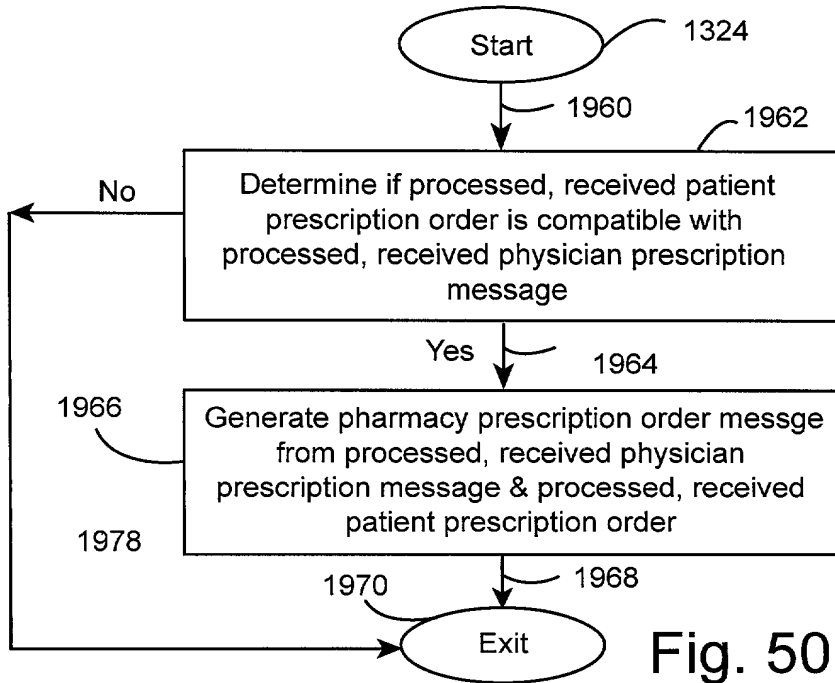 Start
1324
1960
1962
No
Determine if processed, received patient
prescription order is compatible with
processed, received physician prescription
message
Yes
1964
1966
Generate pharmacy prescription order messge
from processed, received physician
prescription message & processed, received
patient prescription order
1978
1968
1970
Exit
Fig. 50